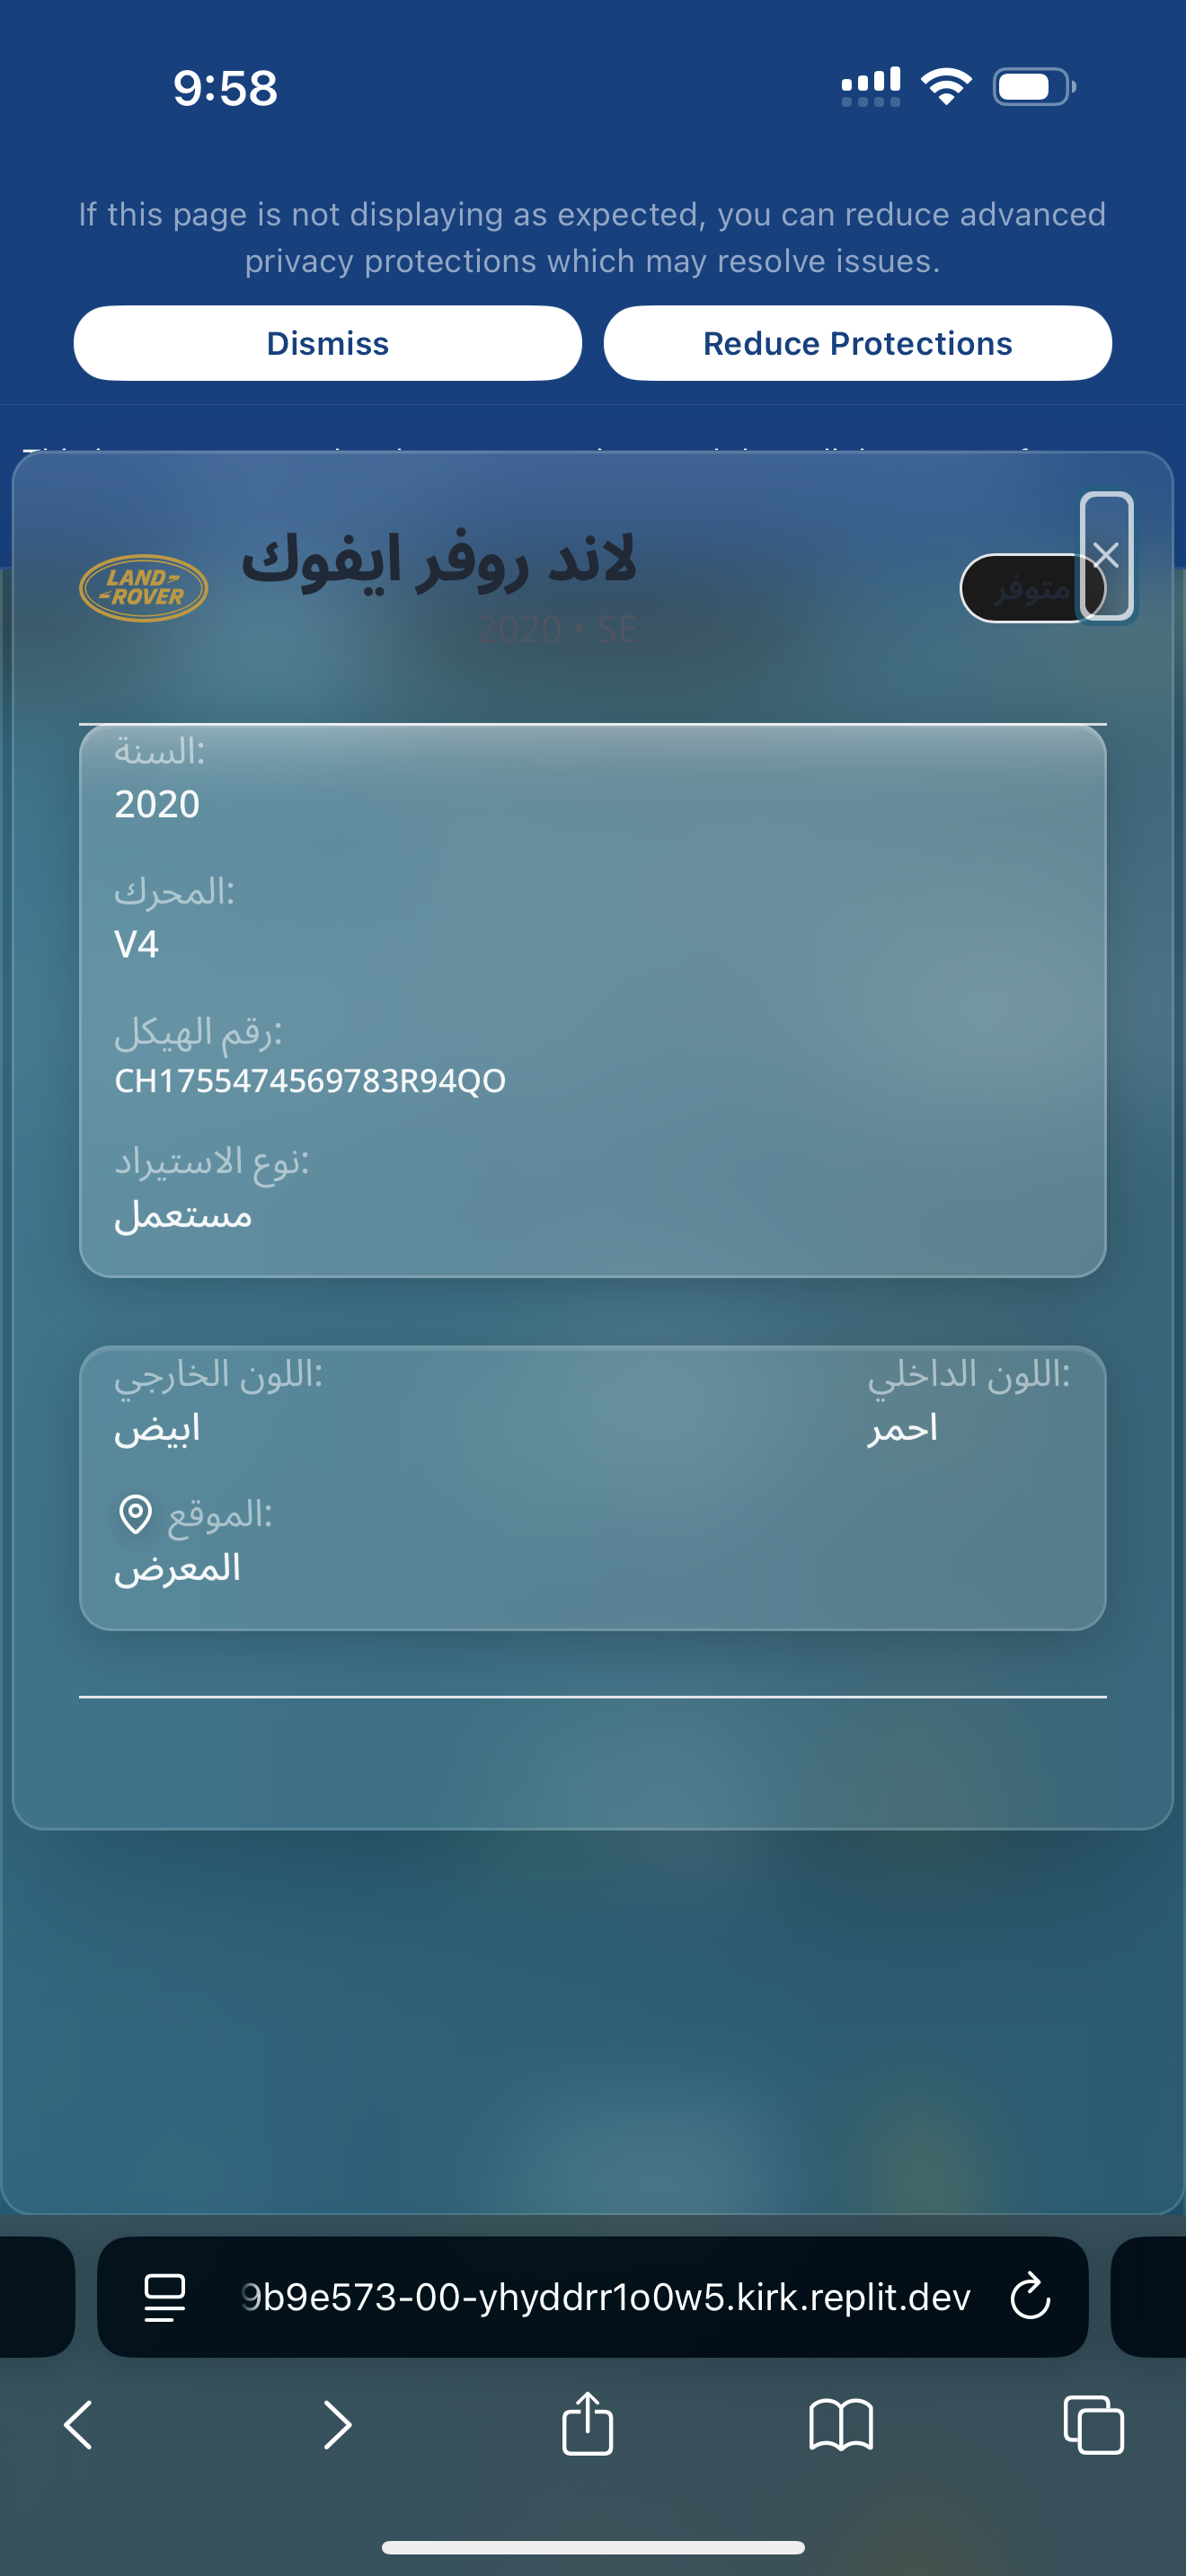 9:58
If this page is not displaying as expected, you can reduce advanced
privacy protections which may resolve issues.
Dismiss
Reduce Protections
LAND
ROVER
لاند روفر ايفوك
2020 • SE
متوفر
السنة:
2020
المحرك:
V4
رقم الهيكل:
CH1755474569783R94QO
نوع الاستيراد:
مستعمل
اللون الخارجي:
ابيض
اللون الداخلي:
احمر
الموقع:
المعرض
9b9e573-00-yhyddrr1o0w5.kirk.replit.dev